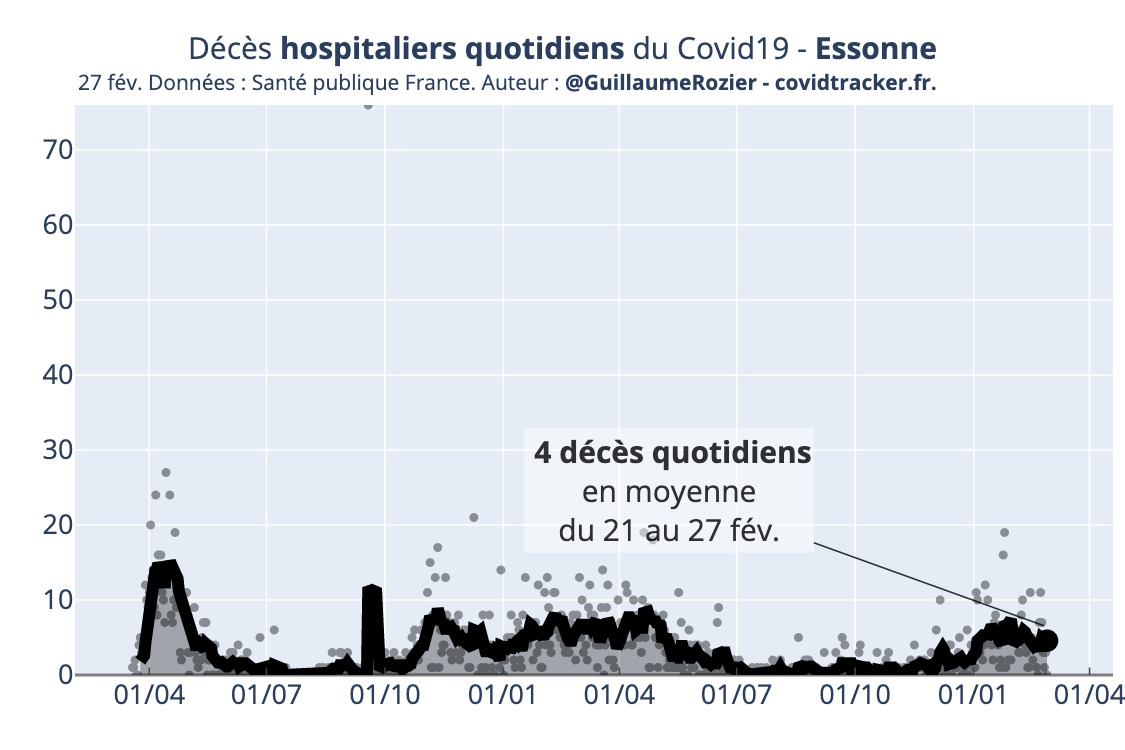 Décès hospitaliers quotidiens du Covid19 - Essonne
27 fév. Données : Santé publique France. Auteur : @GuillaumeRozier - covidtracker.fr.
70
60
50
40
30
20
10
0
4 décès quotidiens
en moyenne
du 21 au 27 fév.
01/04 01/07 01/10 01/01 01/04 01/07 01/10 01/01 01/04